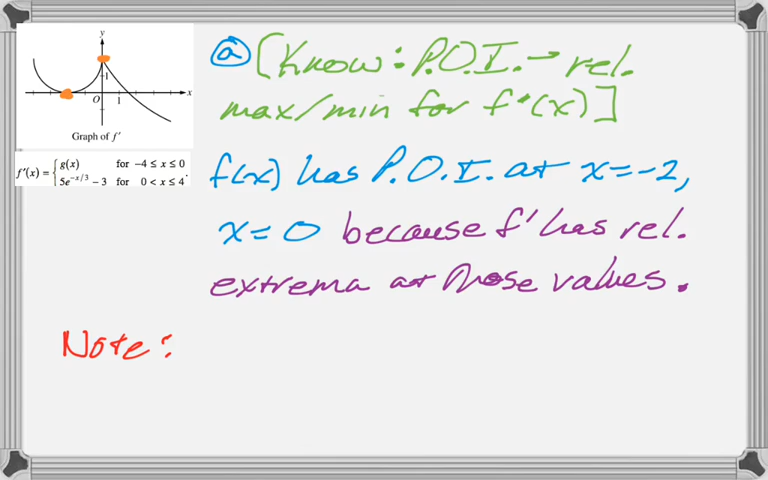 y
1
O
1
x
Graph of f'
f'(x) = { g(x) for -4 ≤ x ≤ 0
5e^{-x/3} - 3 for 0 < x ≤ 4 .
a [Know: P.O.I. → rel.
max/min for f'(x)]
f(x) has P.O.I. at x=-2,
x=0 because f' has rel.
extrema at those values.
Note: